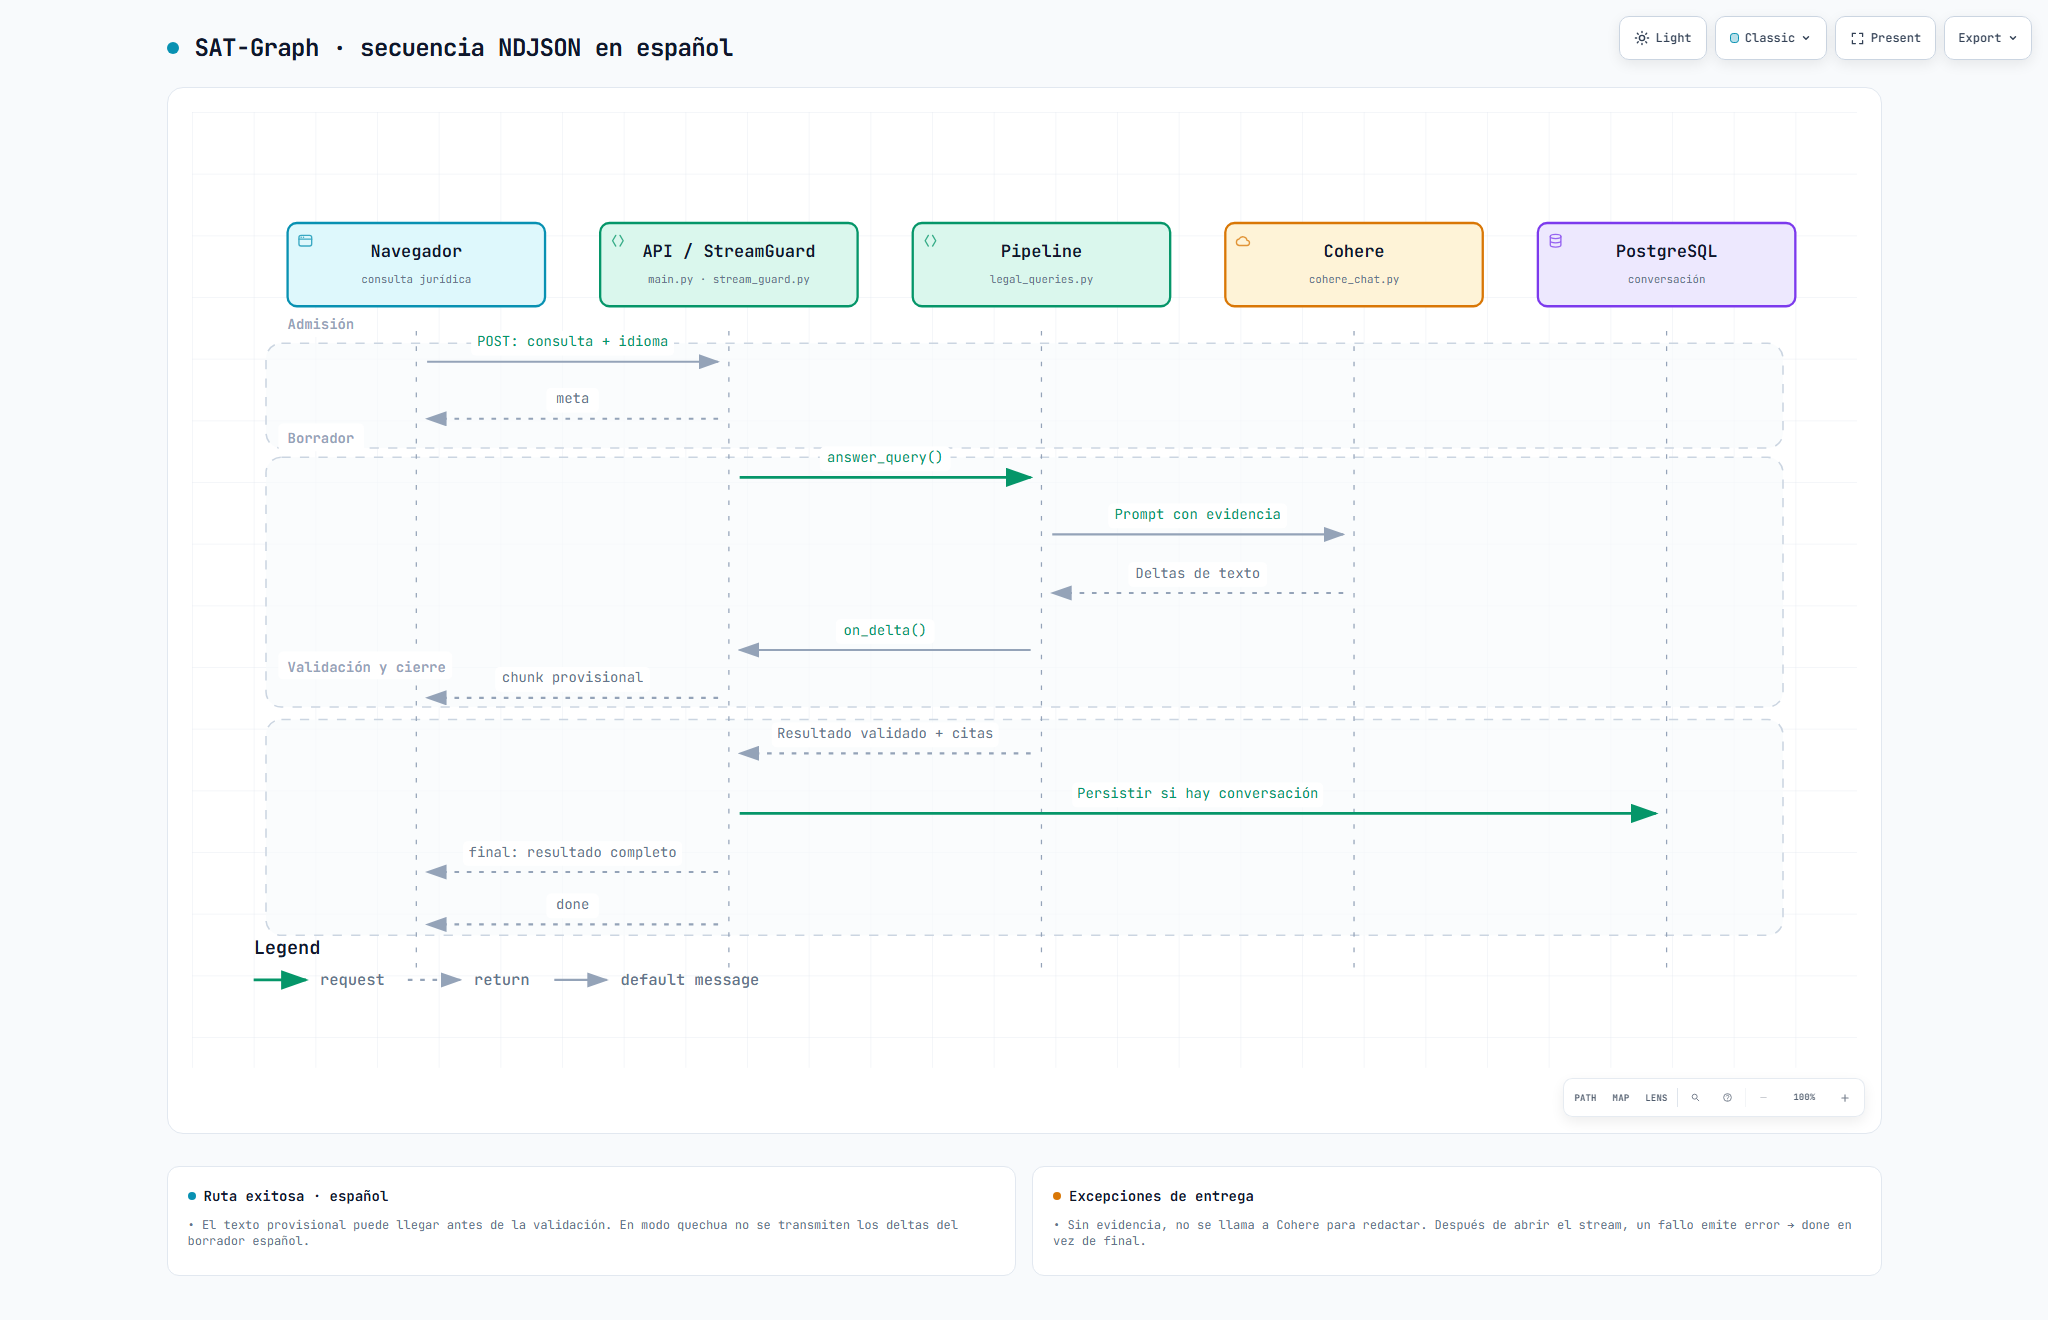 SAT-Graph · secuencia NDJSON en español
Light
Classic
Present
Export
Navegador
consulta jurídica
API / StreamGuard
main.py · stream_guard.py
Pipeline
legal_queries.py
Cohere
cohere_chat.py
PostgreSQL
conversación
Admisión
POST: consulta + idioma
meta
Borrador
answer_query()
Prompt con evidencia
Deltas de texto
on_delta()
Validación y cierre
chunk provisional
Resultado validado + citas
Persistir si hay conversación
final: resultado completo
done
Legend
request
return
default message
PATH
MAP
LENS
100%
Ruta exitosa · español
• El texto provisional puede llegar antes de la validación. En modo quechua no se transmiten los deltas del
borrador español.
Excepciones de entrega
• Sin evidencia, no se llama a Cohere para redactar. Después de abrir el stream, un fallo emite error → done en
vez de final.